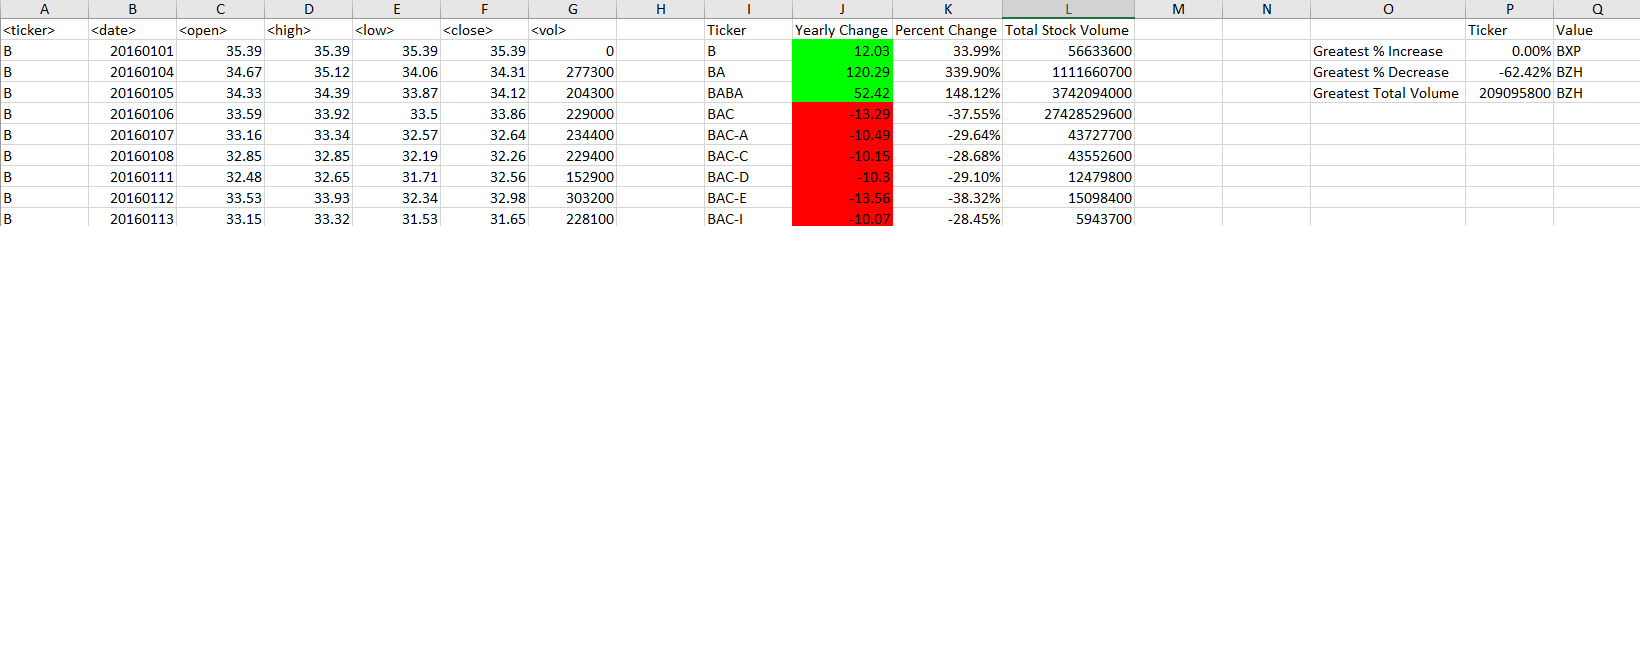 A B C D E F G H I J K L M N O P Q
<ticker> <date> <open> <high> <low> <close> <vol> Ticker Yearly Change Percent Change Total Stock Volume Ticker Value
B 20160101 35.39 35.39 35.39 35.39 0 B 12.03 33.99% 56633600 Greatest % Increase 0.00% BXP
B 20160104 34.67 35.12 34.06 34.31 277300 BA 120.29 339.90% 1111660700 Greatest % Decrease -62.42% BZH
B 20160105 34.33 34.39 33.87 34.12 204300 BABA 52.42 148.12% 3742094000 Greatest Total Volume 209095800 BZH
B 20160106 33.59 33.92 33.5 33.86 229000 BAC -13.29 -37.55% 27428529600
B 20160107 33.16 33.34 32.57 32.64 234400 BAC-A -10.49 -29.64% 43727700
B 20160108 32.85 32.85 32.19 32.26 229400 BAC-C -10.15 -28.68% 43552600
B 20160111 32.48 32.65 31.71 32.56 152900 BAC-D -10.3 -29.10% 12479800
B 20160112 33.53 33.93 32.34 32.98 303200 BAC-E -13.56 -38.32% 15098400
B 20160113 33.15 33.32 31.53 31.65 228100 BAC-I -10.07 -28.45% 5943700